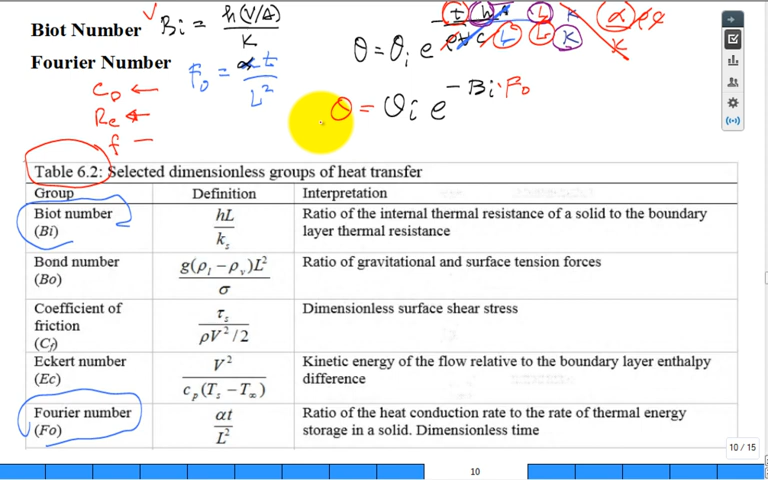 Biot Number Bi = h(V/A) / K
Fourier Number Fo = αt / L²
θ = θi e
CD ←
Re ←
f –
θ = θi e^-Bi·Fo
Table 6.2: Selected dimensionless groups of heat transfer
Group Definition Interpretation
Biot number (Bi) hL / ks Ratio of the internal thermal resistance of a solid to the boundary
layer thermal resistance
Bond number (Bo) g(ρl − ρv)L² / σ Ratio of gravitational and surface tension forces
Coefficient of
friction
(Cf) τs / ρV²/2 Dimensionless surface shear stress
Eckert number (Ec) V² / cp(Ts − T∞) Kinetic energy of the flow relative to the boundary layer enthalpy
difference
Fourier number (Fo) αt / L² Ratio of the heat conduction rate to the rate of thermal energy
storage in a solid. Dimensionless time
10 / 15
10